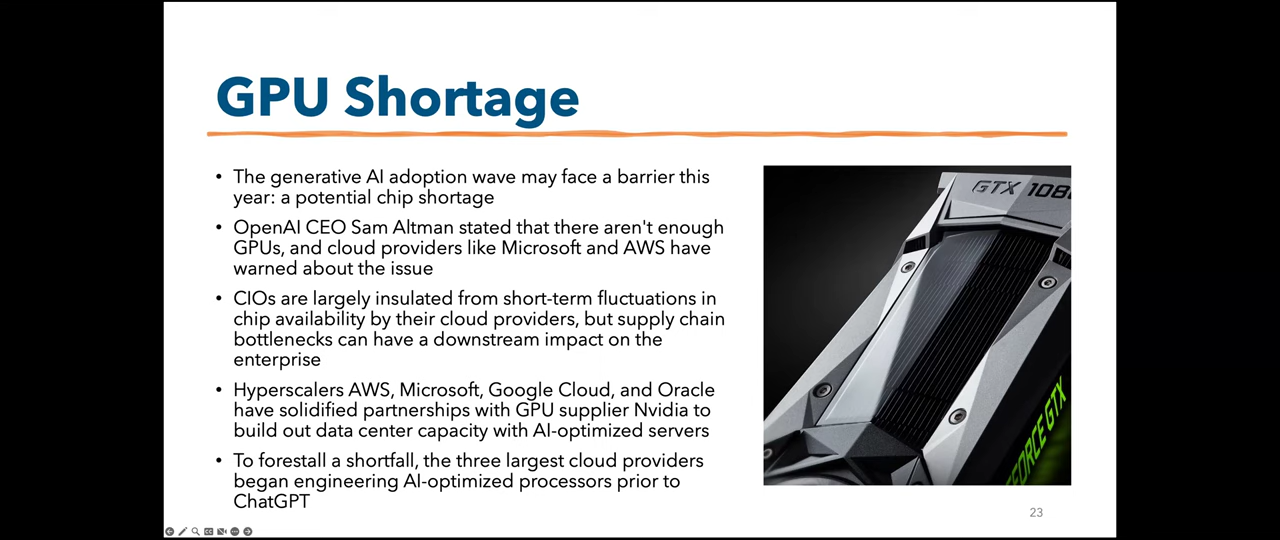 GPU Shortage
• The generative AI adoption wave may face a barrier this
year: a potential chip shortage
• OpenAI CEO Sam Altman stated that there aren't enough
GPUs, and cloud providers like Microsoft and AWS have
warned about the issue
• CIOs are largely insulated from short-term fluctuations in
chip availability by their cloud providers, but supply chain
bottlenecks can have a downstream impact on the
enterprise
• Hyperscalers AWS, Microsoft, Google Cloud, and Oracle
have solidified partnerships with GPU supplier Nvidia to
build out data center capacity with AI-optimized servers
• To forestall a shortfall, the three largest cloud providers
began engineering AI-optimized processors prior to
ChatGPT
GTX 108
FORCE GTX
23